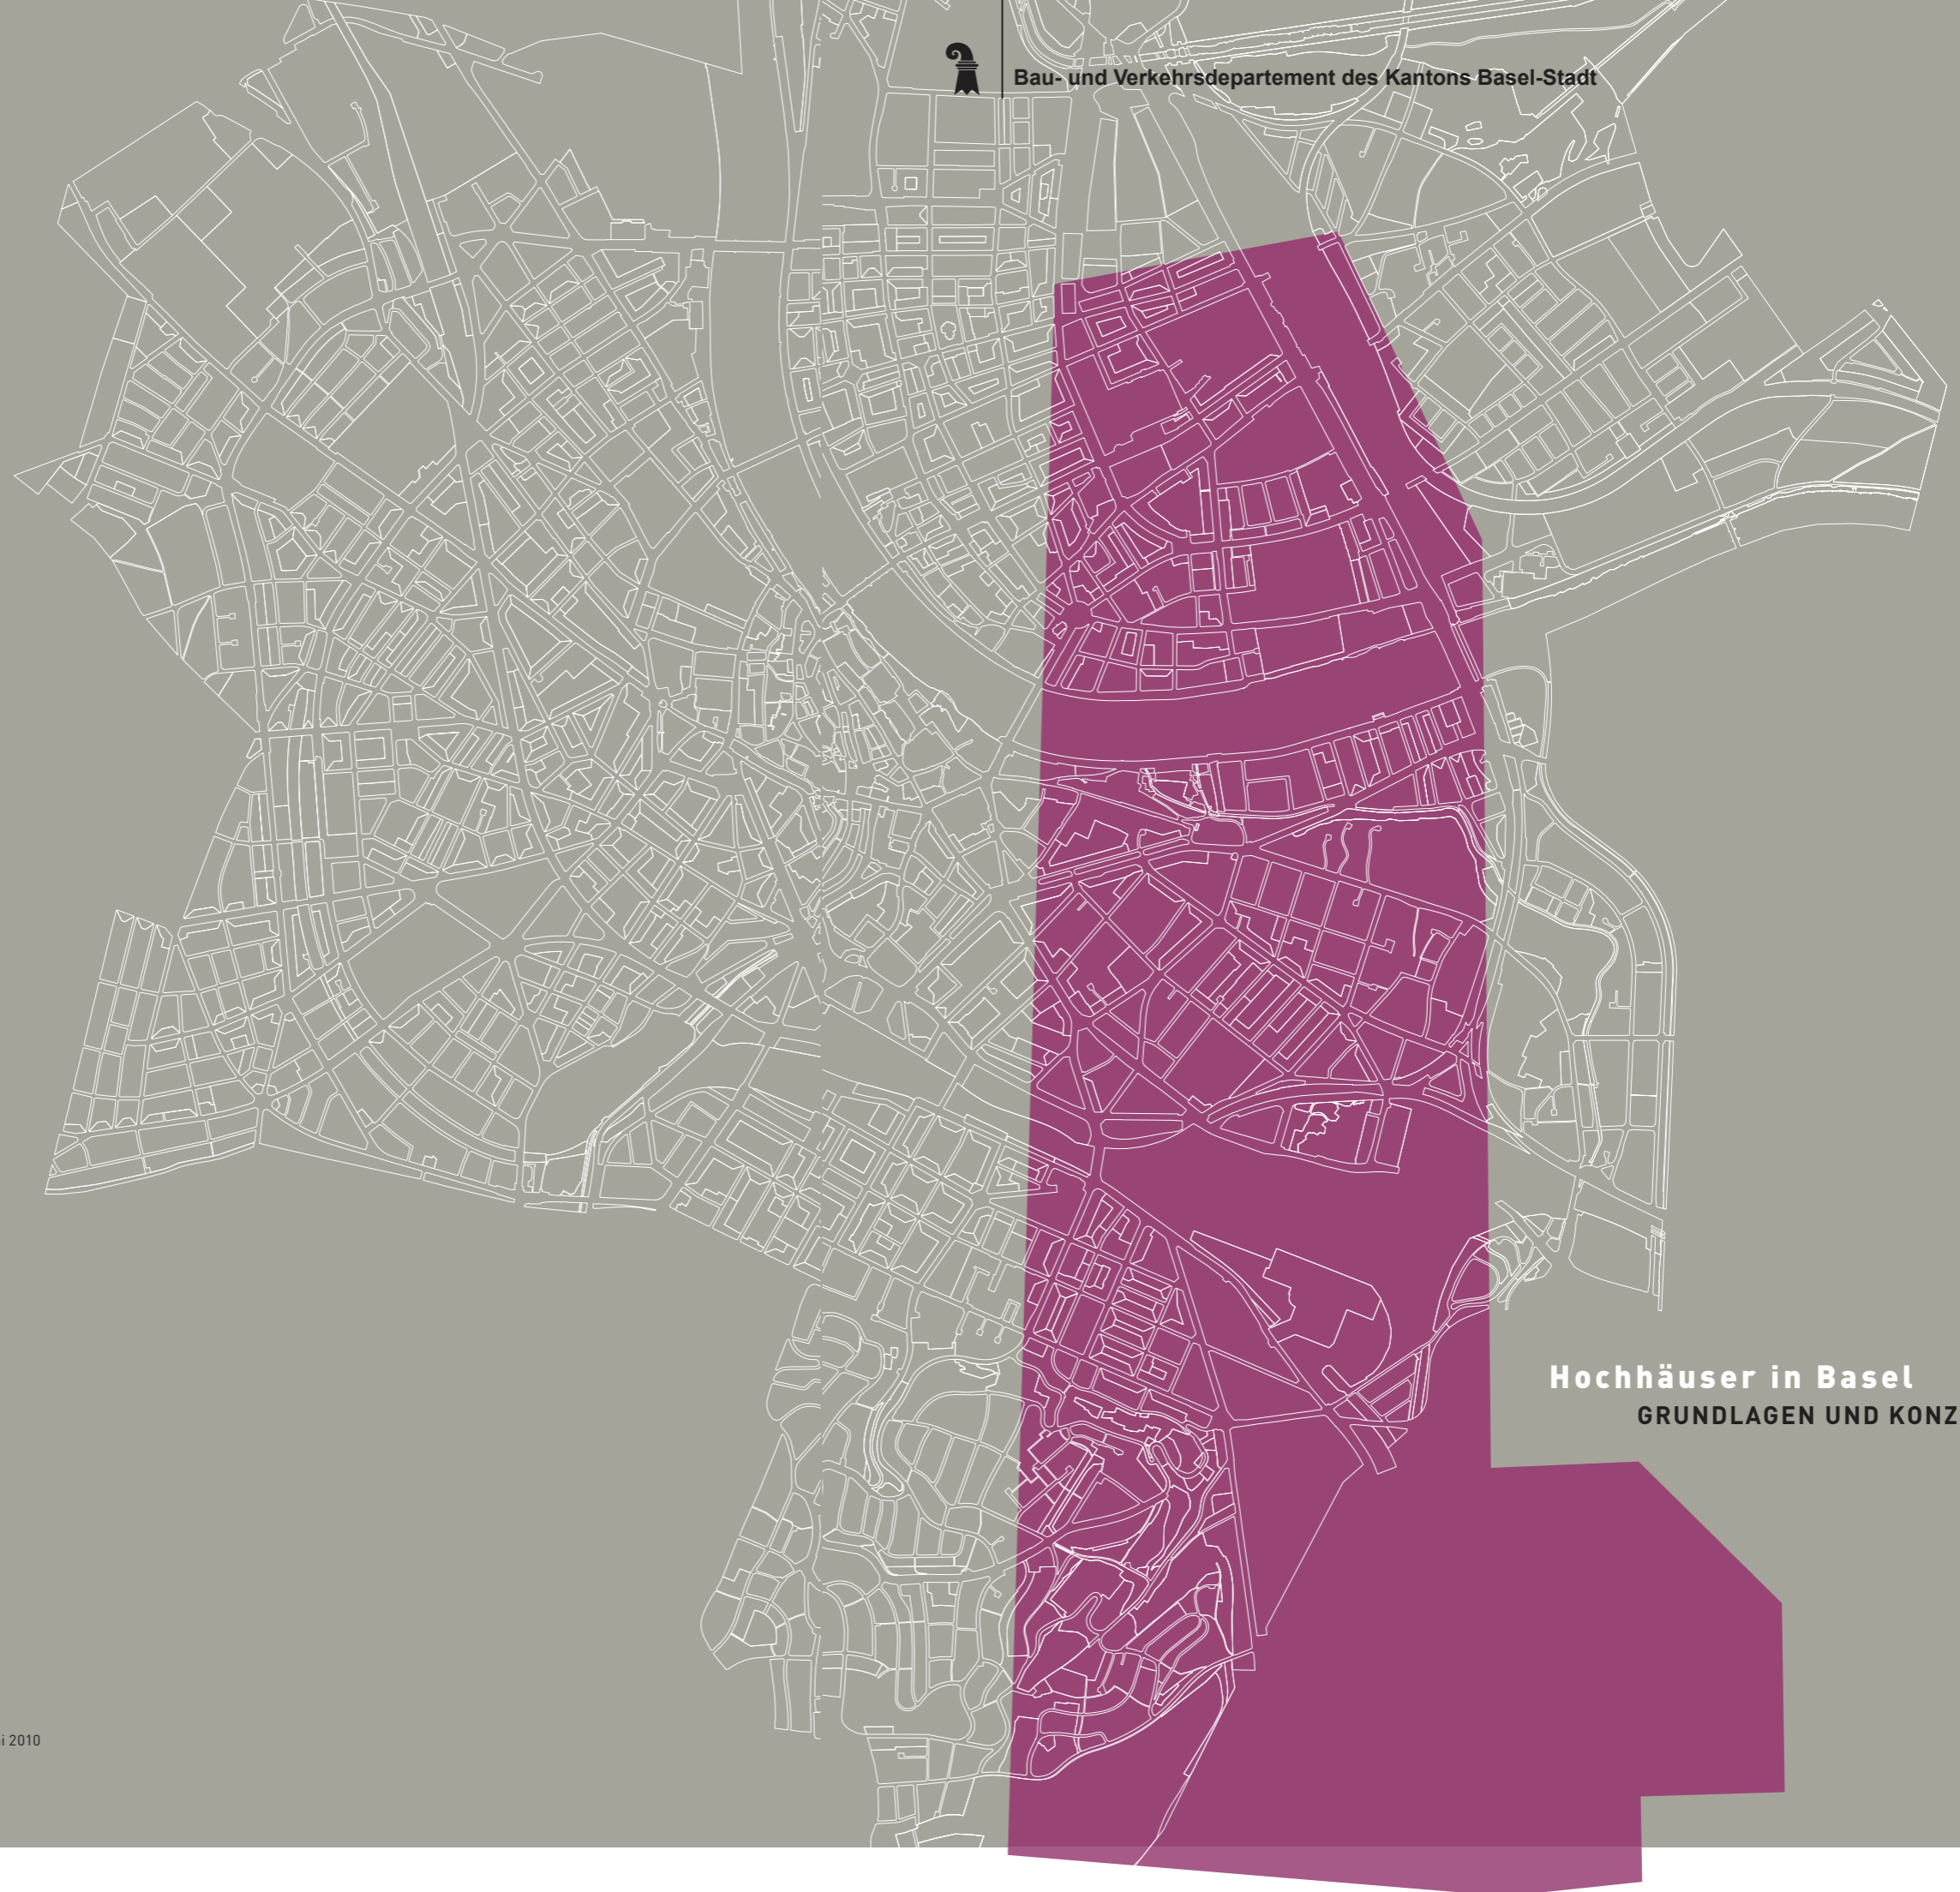 Bau- und Verkehrsdepartement des Kantons Basel-Stadt
Hochhäuser in Basel
GRUNDLAGEN UND KONZ
i 2010